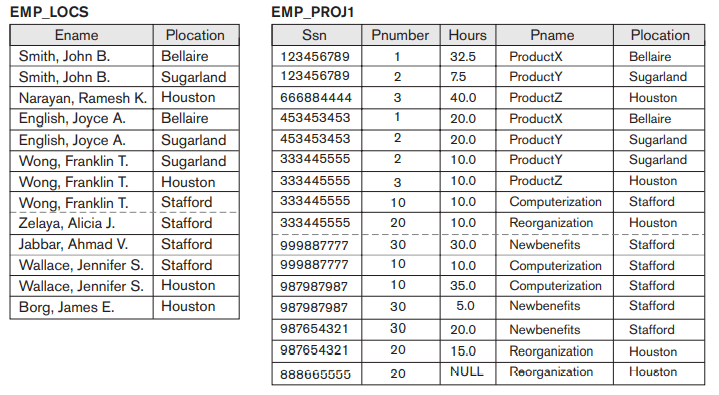 EMP_LOCS
Ename Plocation
Smith, John B. Bellaire
Smith, John B. Sugarland
Narayan, Ramesh K. Houston
English, Joyce A. Bellaire
English, Joyce A. Sugarland
Wong, Franklin T. Sugarland
Wong, Franklin T. Houston
Wong, Franklin T. Stafford
Zelaya, Alicia J. Stafford
Jabbar, Ahmad V. Stafford
Wallace, Jennifer S. Stafford
Wallace, Jennifer S. Houston
Borg, James E. Houston
EMP_PROJ1
Ssn Pnumber Hours Pname Plocation
123456789 1 32.5 ProductX Bellaire
123456789 2 7.5 ProductY Sugarland
666884444 3 40.0 ProductZ Houston
453453453 1 20.0 ProductX Bellaire
453453453 2 20.0 ProductY Sugarland
333445555 2 10.0 ProductY Sugarland
333445555 3 10.0 ProductZ Houston
333445555 10 10.0 Computerization Stafford
333445555 20 10.0 Reorganization Houston
999887777 30 30.0 Newbenefits Stafford
999887777 10 10.0 Computerization Stafford
987987987 10 35.0 Computerization Stafford
987987987 30 5.0 Newbenefits Stafford
987654321 30 20.0 Newbenefits Stafford
987654321 20 15.0 Reorganization Houston
888665555 20 NULL Reorganization Houston